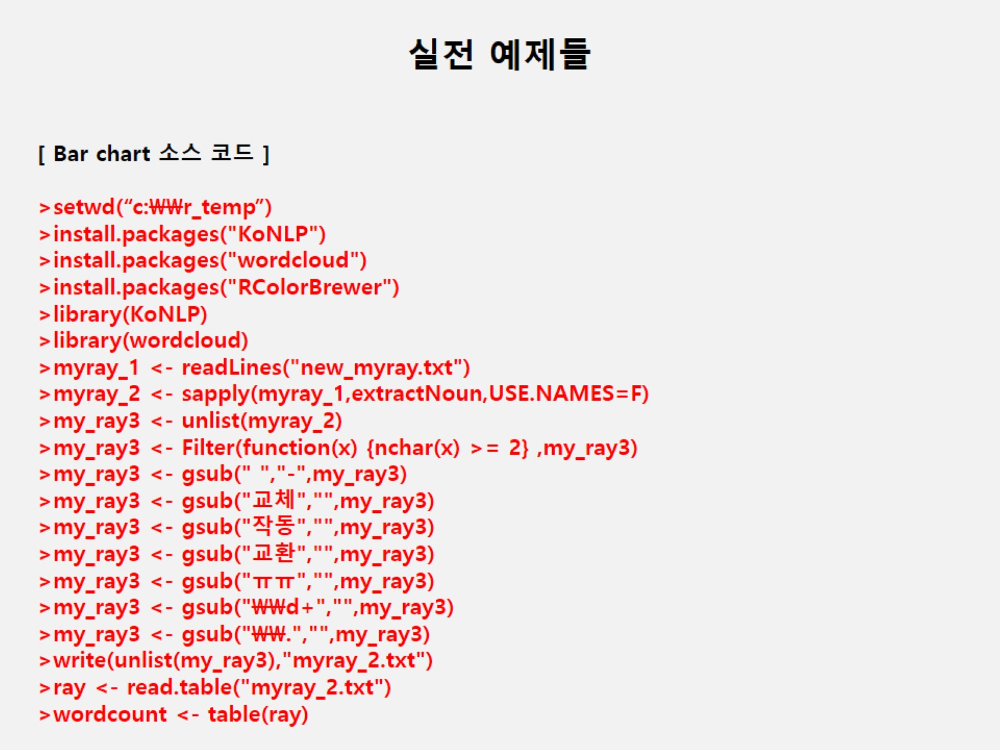 실전 예제들
[ Bar chart 소스 코드 ]
>setwd(“c:₩₩r_temp”)
>install.packages("KoNLP")
>install.packages("wordcloud")
>install.packages("RColorBrewer")
>library(KoNLP)
>library(wordcloud)
>myray_1 <- readLines("new_myray.txt")
>myray_2 <- sapply(myray_1,extractNoun,USE.NAMES=F)
>my_ray3 <- unlist(myray_2)
>my_ray3 <- Filter(function(x) {nchar(x) >= 2} ,my_ray3)
>my_ray3 <- gsub(" ","-",my_ray3)
>my_ray3 <- gsub("교체","",my_ray3)
>my_ray3 <- gsub("작동","",my_ray3)
>my_ray3 <- gsub("교환","",my_ray3)
>my_ray3 <- gsub("ㅠㅠ","",my_ray3)
>my_ray3 <- gsub("₩₩d+","",my_ray3)
>my_ray3 <- gsub("₩₩.","",my_ray3)
>write(unlist(my_ray3),"myray_2.txt")
>ray <- read.table("myray_2.txt")
>wordcount <- table(ray)